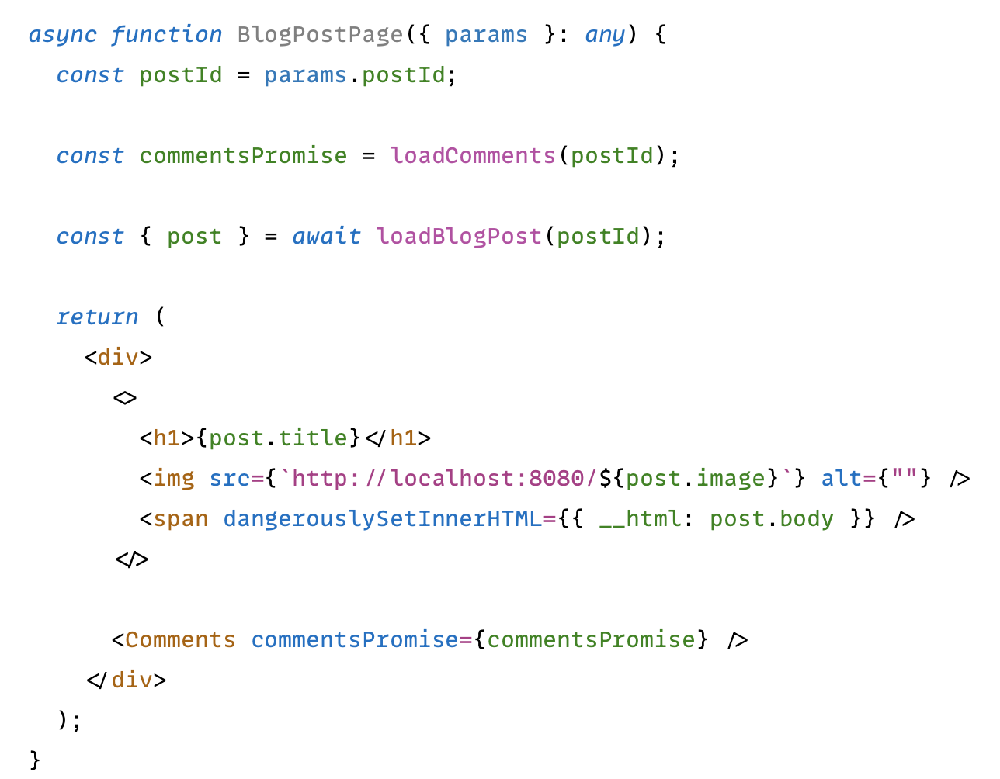 async function BlogPostPage({ params }: any) {
const postId = params.postId;
const commentsPromise = loadComments(postId);
const { post } = await loadBlogPost(postId);
return (
<div>
<>
<h1>{post.title}</h1>
<img src={`http://localhost:8080/${post.image}`} alt={""} />
<span dangerouslySetInnerHTML={{ __html: post.body }} />
</>
<Comments commentsPromise={commentsPromise} />
</div>
);
}